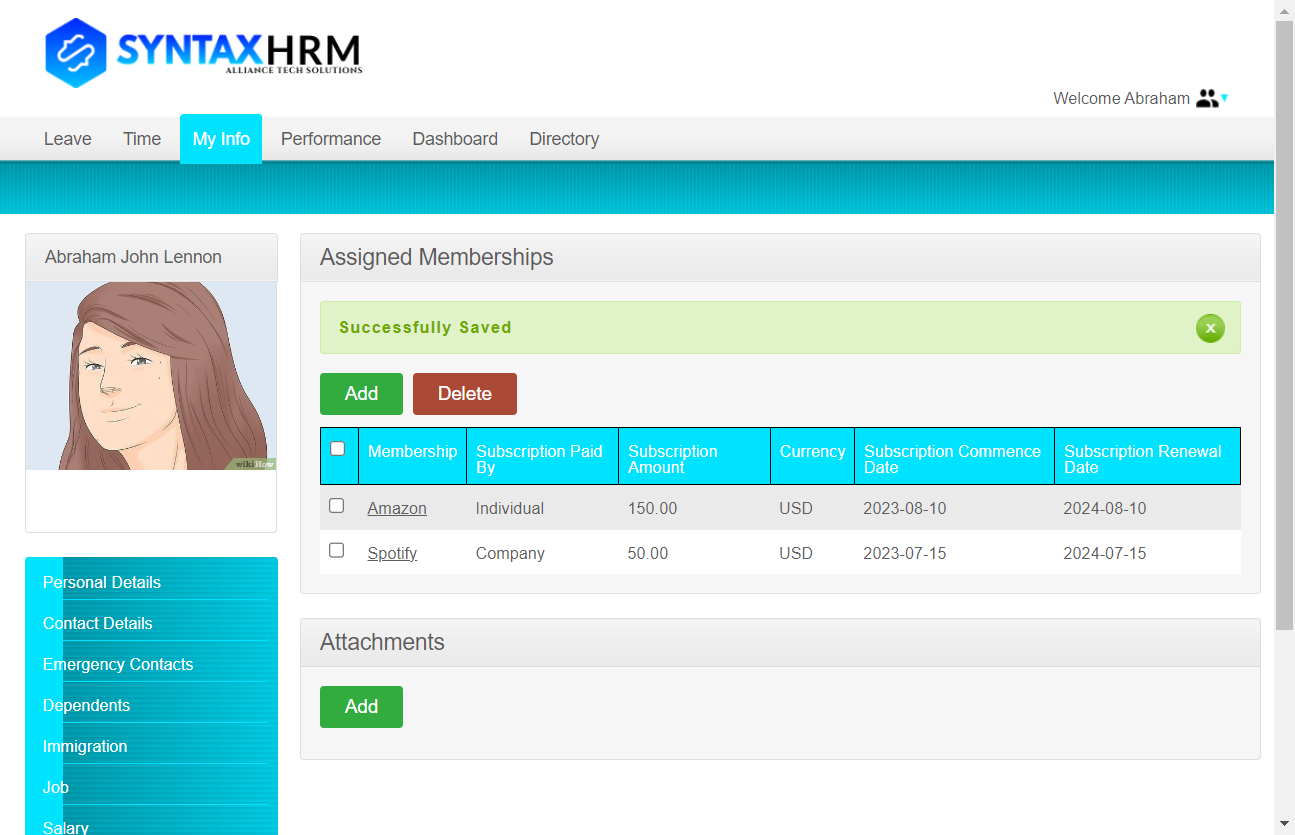 SYNTAXHRM
ALLIANCE TECH SOLUTIONS
Welcome Abraham
Leave Time My Info Performance Dashboard Directory
Abraham John Lennon
wikiHow
Personal Details
Contact Details
Emergency Contacts
Dependents
Immigration
Job
Salary
Assigned Memberships
Successfully Saved x
Add Delete
Membership Subscription Paid By Subscription Amount Currency Subscription Commence Date Subscription Renewal Date
Amazon Individual 150.00 USD 2023-08-10 2024-08-10
Spotify Company 50.00 USD 2023-07-15 2024-07-15
Attachments
Add